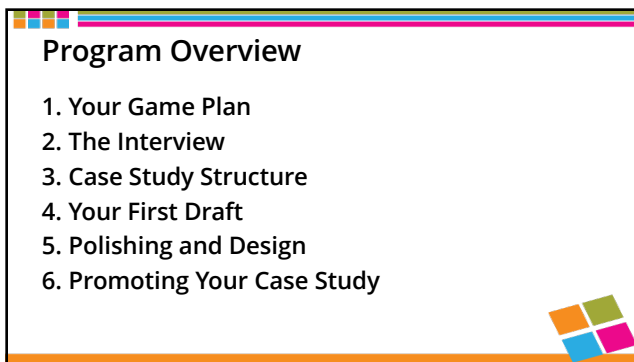 Program Overview
1. Your Game Plan
2. The Interview
3. Case Study Structure
4. Your First Draft
5. Polishing and Design
6. Promoting Your Case Study